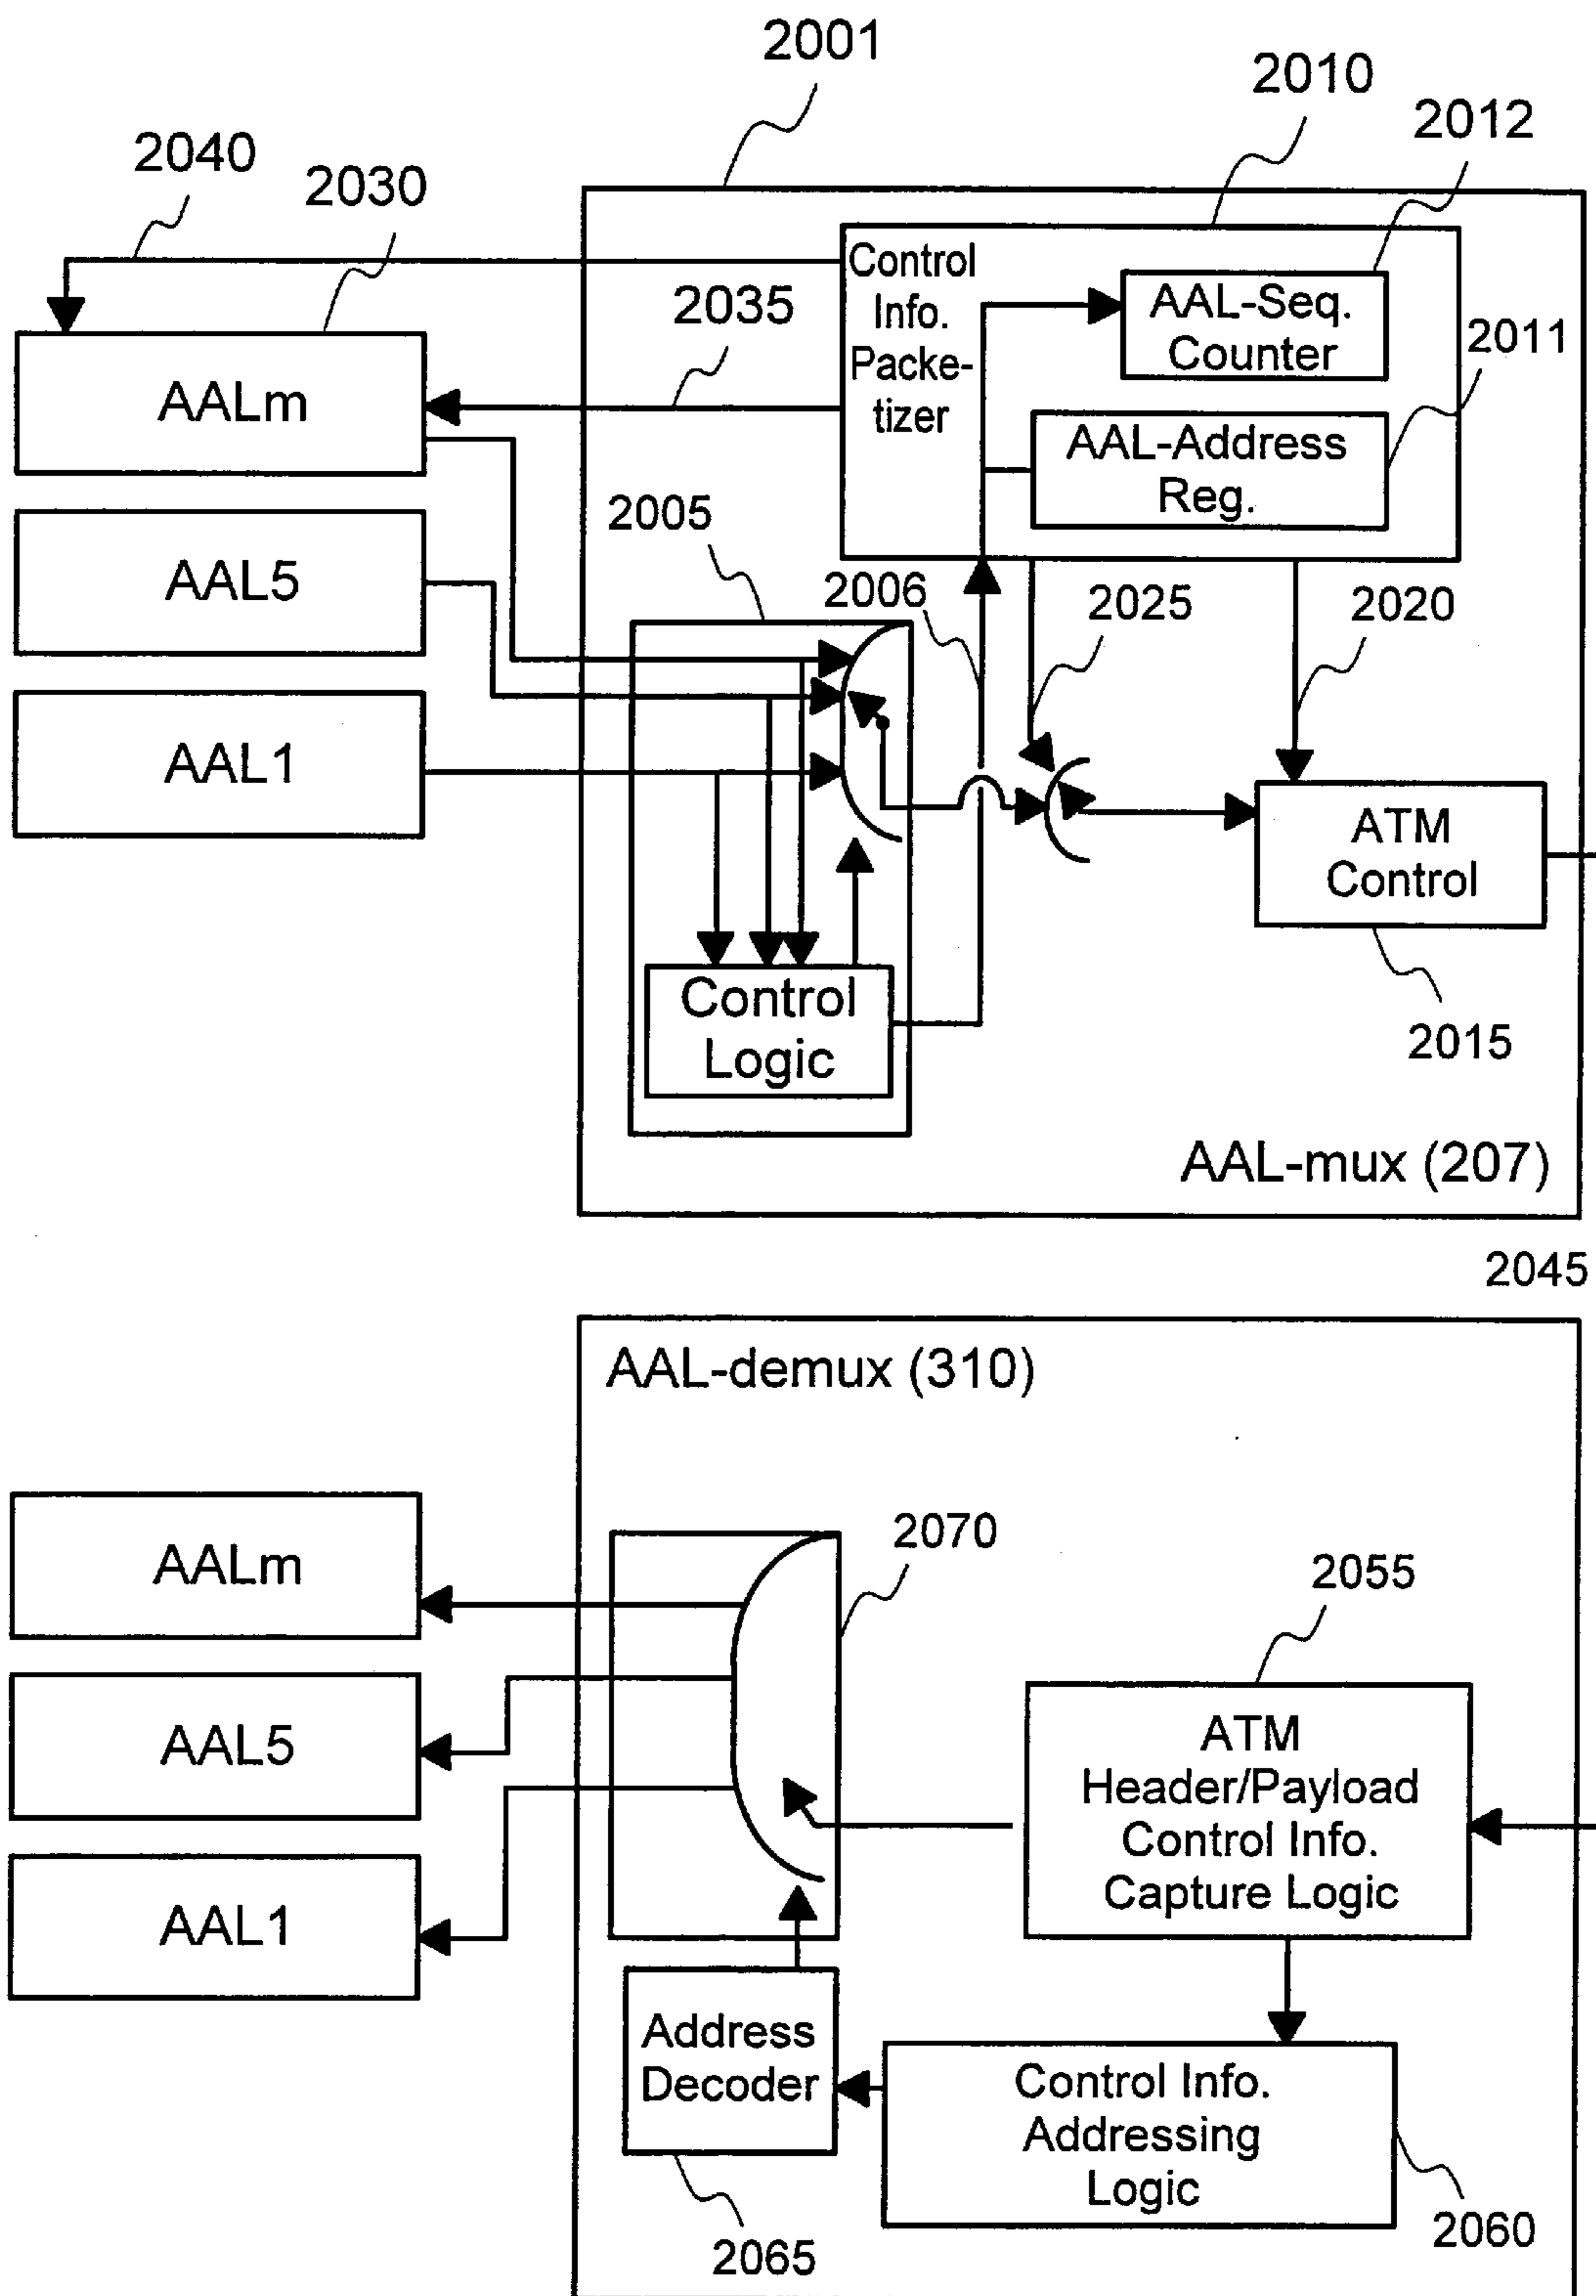 2001
2010
2012
2040
2030
Control
Info.
Packe-
tizer
AAL-Seq.
Counter
2035
2011
AALm
AAL-Address
Reg.
2005
AAL5
2006
2025
2020
AAL1
ATM
Control
Control
Logic
2015
AAL-mux (207)
2045
AAL-demux (310)
2070
AALm
2055
AAL5
ATM
Header/Payload
Control Info.
Capture Logic
AAL1
Address
Decoder
Control Info.
Addressing
Logic
2065
2060